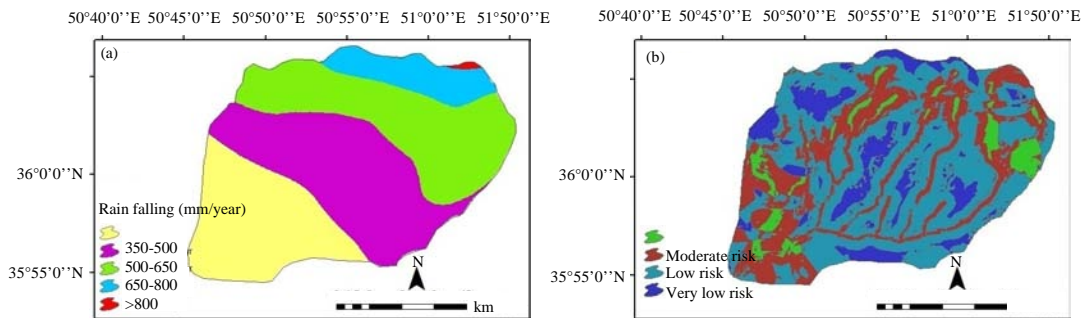 50°40'0''E 50°45'0''E 50°50'0''E 50°55'0''E 51°0'0''E 51°50'0''E
50°40'0''E 50°45'0''E 50°50'0''E 50°55'0''E 51°0'0''E 51°50'0''E
(a)
36°0'0''N
Rain falling (mm/year)
350-500
500-650
650-800
>800
35°55'0''N
N
km
(b)
36°0'0''N
Moderate risk
Low risk
Very low risk
35°55'0''N
N